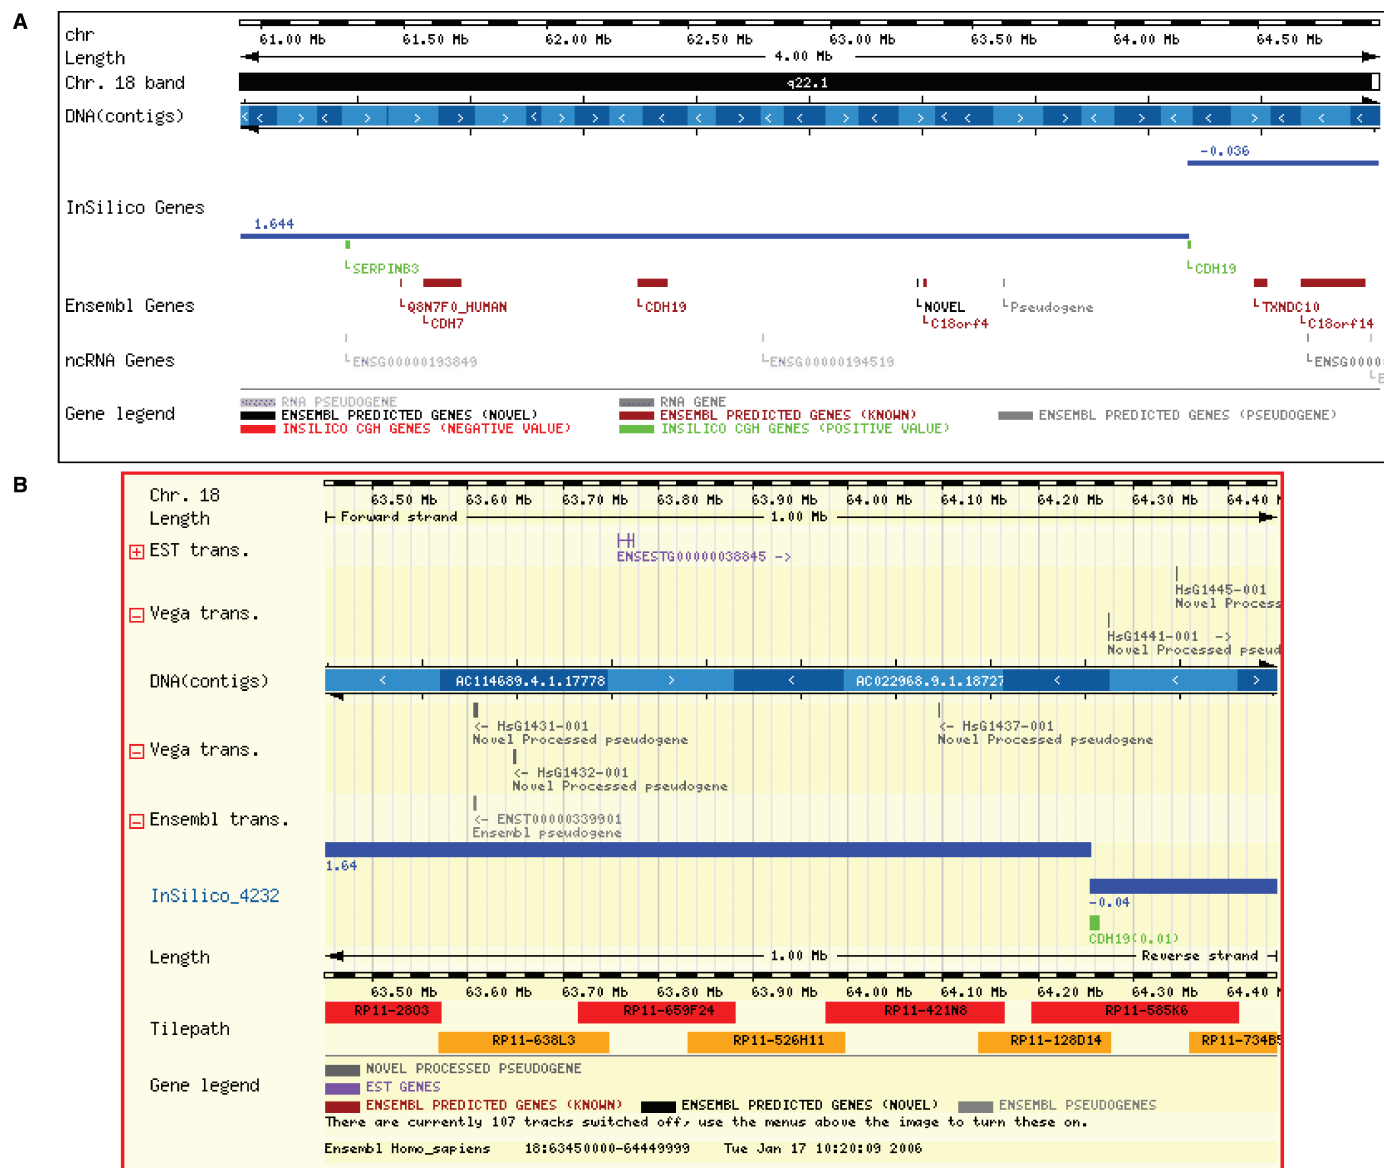 A
chr
61.00 Mb 61.50 Mb 62.00 Mb 62.50 Mb 63.00 Mb 63.50 Mb 64.00 Mb 64.50 Mb
Length
4.00 Mb
Chr. 18 band
q22.1
DNA(contigs)
-0.036
InSilico Genes
1.644
SERPINB3
CDH19
Ensembl Genes
Q8N7F0_HUMAN
CDH19
NOVEL
Pseudogene
TXNDC10
CDH7
C18orf4
C18orf14
ncRNA Genes
ENSG00000193849
ENSG00000194519
ENSG0000
Gene legend
RNA PSEUDOGENE
RNA GENE
ENSEMBL PREDICTED GENES (NOVEL)
ENSEMBL PREDICTED GENES (KNOWN)
ENSEMBL PREDICTED GENES (PSEUDOGENE)
INSILICO CGH GENES (NEGATIVE VALUE)
INSILICO CGH GENES (POSITIVE VALUE)
B
Chr. 18
63.50 Mb 63.60 Mb 63.70 Mb 63.80 Mb 63.90 Mb 64.00 Mb 64.10 Mb 64.20 Mb 64.30 Mb 64.40 M
Length
Forward strand
1.00 Mb
EST trans.
ENSESTG00000038845 ->
Vega trans.
HsG1445-001
Novel Process
HsG1441-001 ->
Novel Processed pseud
DNA(contigs)
AC114689.4.1.17778
AC022968.9.1.18727
Vega trans.
<- HsG1431-001
Novel Processed pseudogene
<- HsG1437-001
Novel Processed pseudogene
<- HsG1432-001
Novel Processed pseudogene
Ensembl trans.
<- ENST00000339901
Ensembl pseudogene
1.64
InSilico_4232
-0.04
CDH19(0.01)
Length
1.00 Mb
Reverse strand
63.50 Mb 63.60 Mb 63.70 Mb 63.80 Mb 63.90 Mb 64.00 Mb 64.10 Mb 64.20 Mb 64.30 Mb 64.40 M
Tilepath
RP11-2803
RP11-659F24
RP11-421N8
RP11-585K6
RP11-638L3
RP11-526H11
RP11-128D14
RP11-734B5
Gene legend
NOVEL PROCESSED PSEUDOGENE
EST GENES
ENSEMBL PREDICTED GENES (KNOWN)
ENSEMBL PREDICTED GENES (NOVEL)
ENSEMBL PSEUDOGENES
There are currently 107 tracks switched off, use the menus above the image to turn these on.
Ensembl Homo_sapiens 18:63450000-64449999 Tue Jan 17 10:20:09 2006